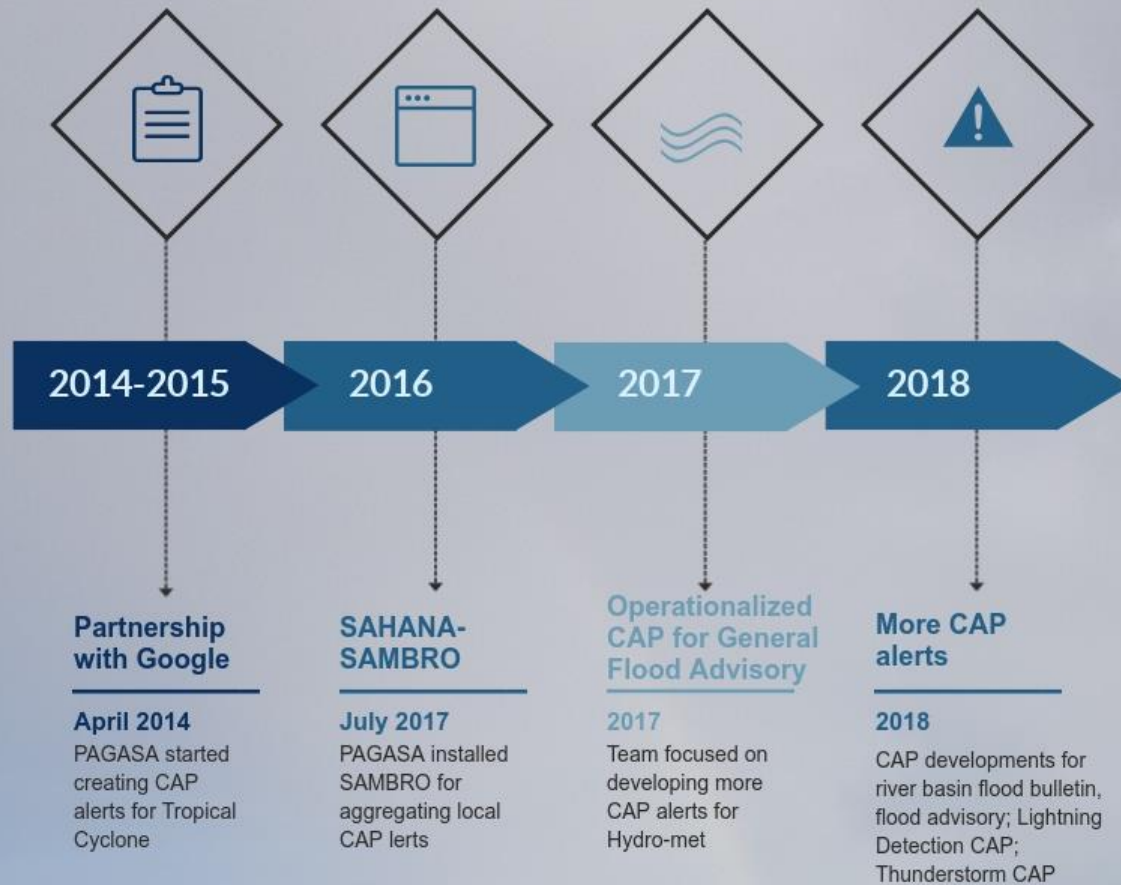 2014-2015
2016
2017
2018
Partnership
with Google
April 2014
PAGASA started
creating CAP
alerts for Tropical
Cyclone
SAHANA-
SAMBRO
July 2017
PAGASA installed
SAMBRO for
aggregating local
CAP lerts
Operationalized
CAP for General
Flood Advisory
2017
Team focused on
developing more
CAP alerts for
Hydro-met
More CAP
alerts
2018
CAP developments for
river basin flood bulletin,
flood advisory; Lightning
Detection CAP;
Thunderstorm CAP